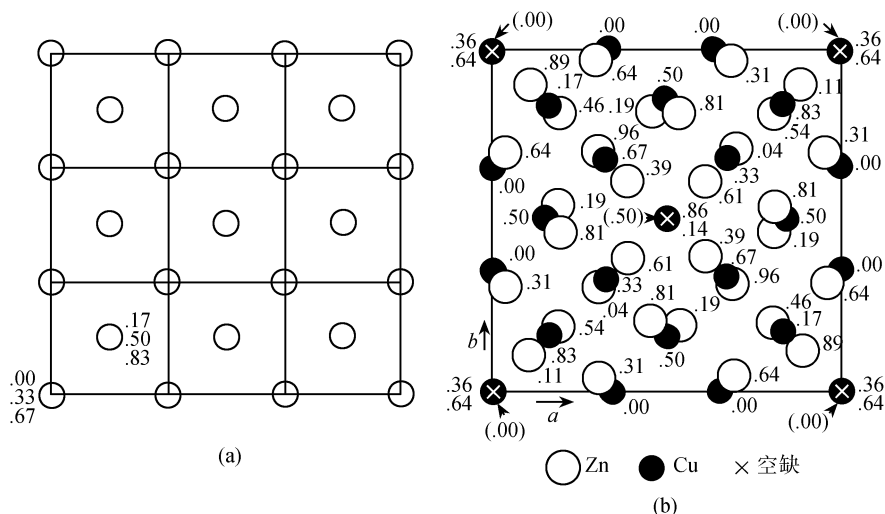 (.00) .00 .00 (.00)
.36 .36
.64 .64
.89 .64 .31 .11
.17 .50 .83
.46 .19 .81 .54
.96 .31
.64 .67 .04 .00
.00 .39 .33
.61
.19 .81
.50 (.50) .86 .50
.81 .14 .19
.00 .39 .00
.61 .67
.31 .33 .96 .64
.04 .81 .46
.17 .54 .19 .17
.50 b .83 .50 89
.83 .11
.00 .31 .64
.33 .36 .36
.67 .64 .00 .00 .64
(.00) a (.00)
(a)
Zn Cu × 空缺
(b)